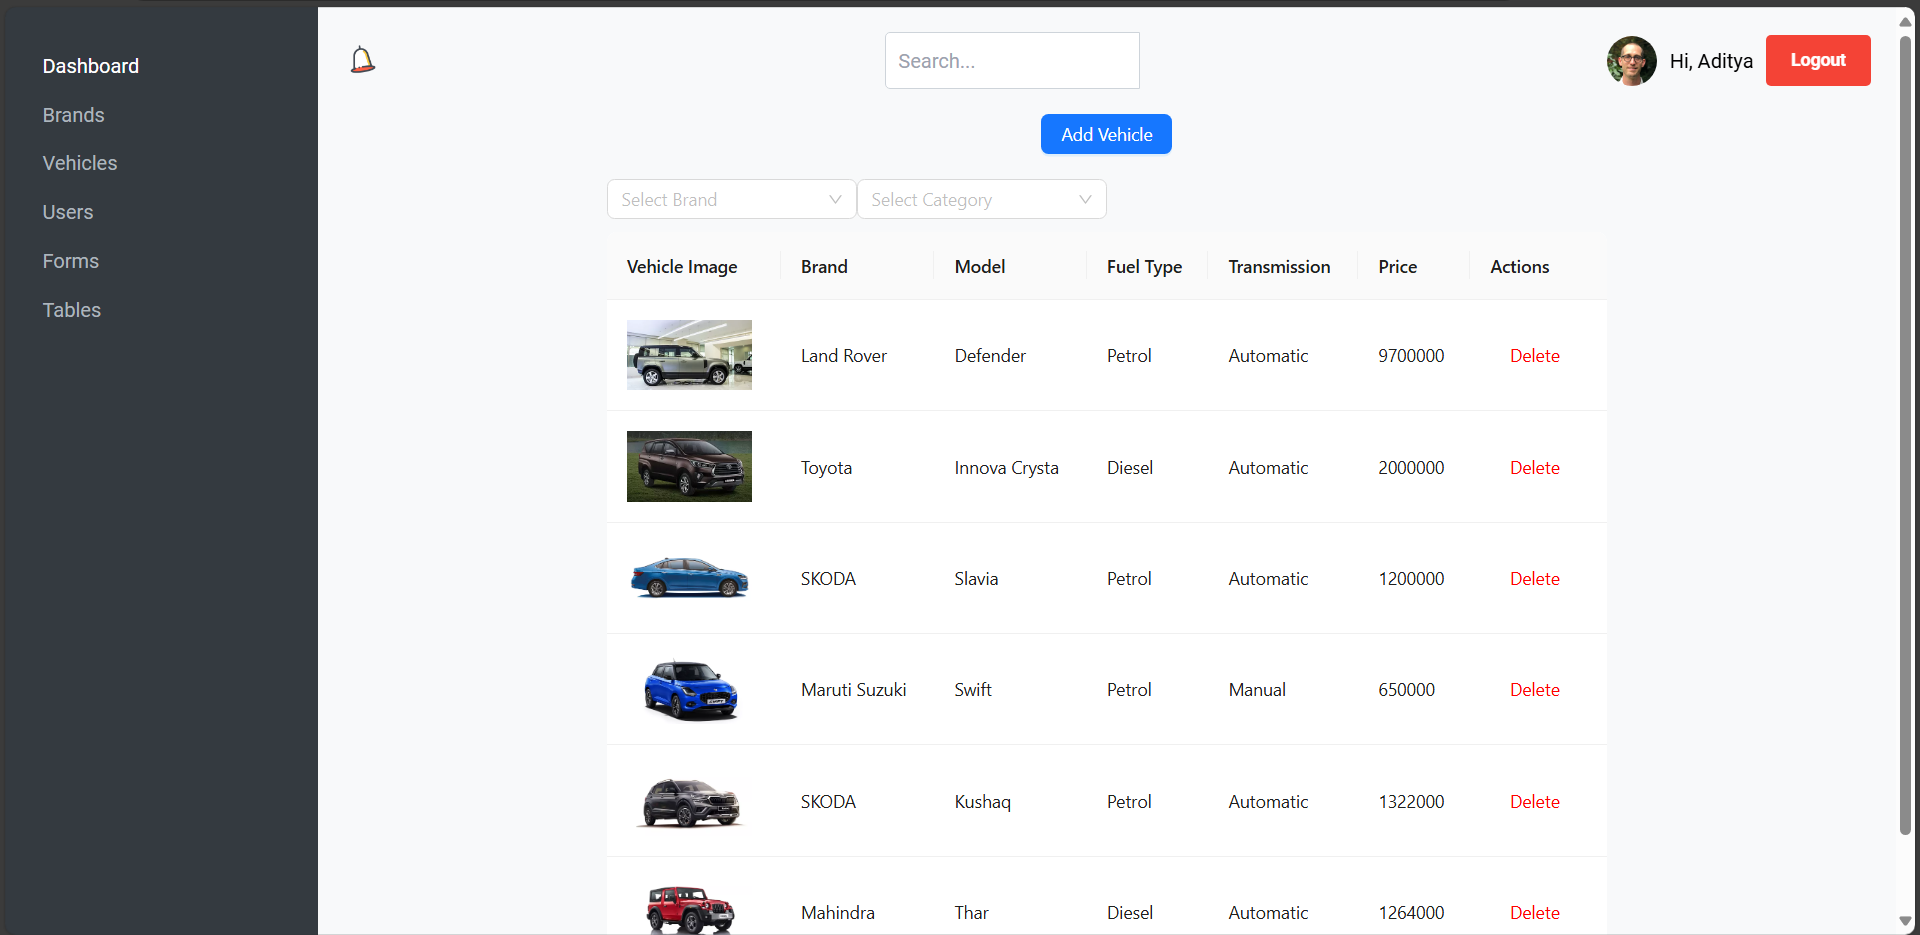 Dashboard
Brands
Vehicles
Users
Forms
Tables
Search...
Hi, Aditya
Logout
Add Vehicle
Select Brand Select Category
Vehicle Image Brand Model Fuel Type Transmission Price Actions
Land Rover Defender Petrol Automatic 9700000 Delete
Toyota Innova Crysta Diesel Automatic 2000000 Delete
SKODA Slavia Petrol Automatic 1200000 Delete
Maruti Suzuki Swift Petrol Manual 650000 Delete
SKODA Kushaq Petrol Automatic 1322000 Delete
Mahindra Thar Diesel Automatic 1264000 Delete